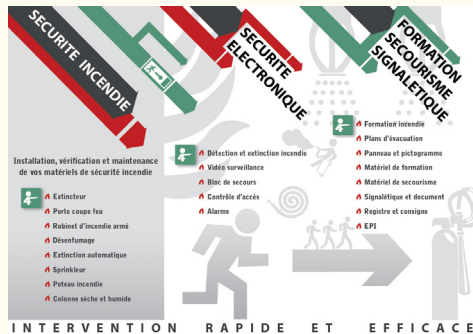 SECURITE INCENDIE
SECURITE
ELECTRONIQUE
FORMATION
SECOURISME
SIGNALETIQUE
Installation, vérification et maintenance
de vos matériels de sécurité incendie
Extincteur
Porte coupe feu
Robinet d'incendie armé
Désenfumage
Extinction automatique
Sprinkleur
Poteau incendie
Colonne sèche et humide
Détection et extinction incendie
Vidéo surveillance
Bloc de secours
Contrôle d'accès
Alarme
Formation incendie
Plans d'évacuation
Panneau et pictogramme
Matériel de formation
Matériel de secourisme
Signalétique et document
Registre et consigne
EPI
INTERVENTION RAPIDE ET EFFICACE